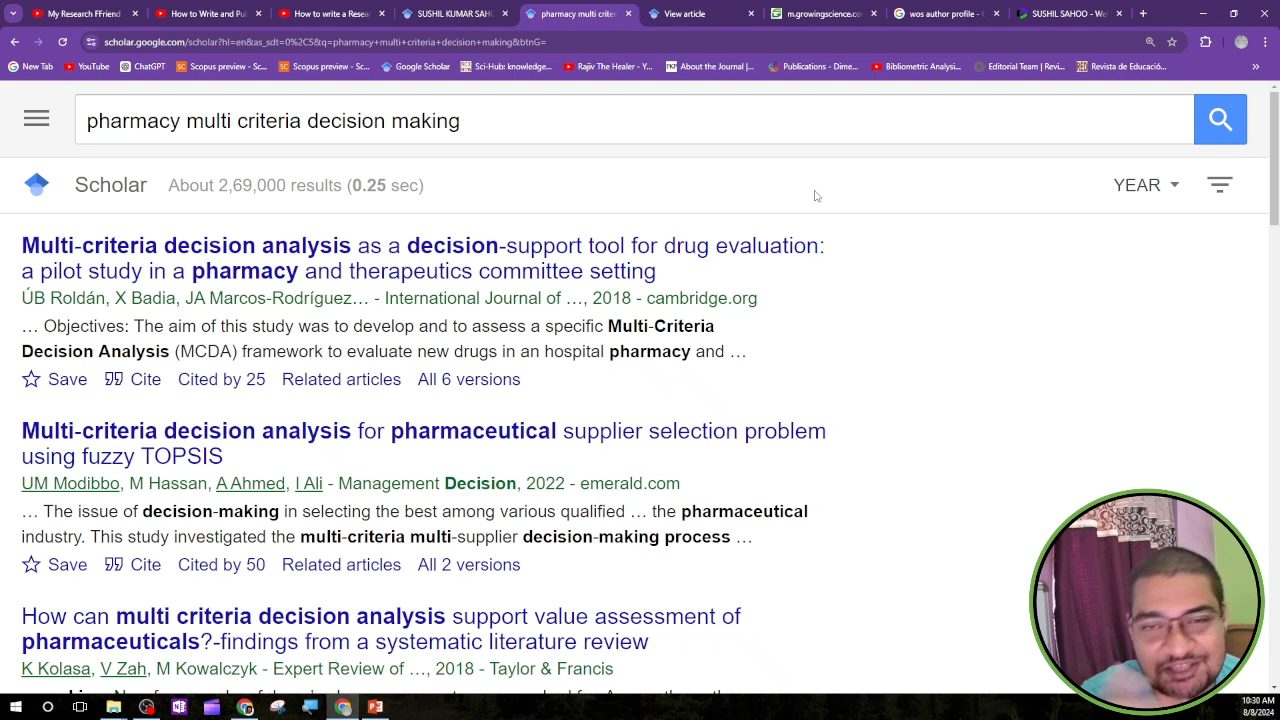 My Research FFriend
How to Write and Pu
How to write a Resea
SUSHIL KUMAR SAHO
pharmacy multi crite
View article
m.growingscience.co
wos author profile - G
SUSHIL SAHOO - We
scholar.google.com/scholar?hl=en&as_sdt=0%2C5&q=pharmacy+multi+criteria+decision+making&btnG=
New Tab
YouTube
ChatGPT
Scopus preview - Sc...
Scopus preview - Sc...
Google Scholar
Sci-Hub: knowledge...
Rajiv The Healer - Y...
About the Journal |...
Publications - Dime...
Bibliometric Analysi...
Editorial Team | Revi...
Revista de Educació...
pharmacy multi criteria decision making
Scholar
About 2,69,000 results (0.25 sec)
YEAR
Multi-criteria decision analysis as a decision-support tool for drug evaluation:
a pilot study in a pharmacy and therapeutics committee setting
ÚB Roldán, X Badia, JA Marcos-Rodríguez… - International Journal of …, 2018 - cambridge.org
… Objectives: The aim of this study was to develop and to assess a specific Multi-Criteria
Decision Analysis (MCDA) framework to evaluate new drugs in an hospital pharmacy and …
Save Cite Cited by 25 Related articles All 6 versions
Multi-criteria decision analysis for pharmaceutical supplier selection problem
using fuzzy TOPSIS
UM Modibbo, M Hassan, A Ahmed, I Ali - Management Decision, 2022 - emerald.com
… The issue of decision-making in selecting the best among various qualified … the pharmaceutical
industry. This study investigated the multi-criteria multi-supplier decision-making process …
Save Cite Cited by 50 Related articles All 2 versions
How can multi criteria decision analysis support value assessment of
pharmaceuticals?-findings from a systematic literature review
K Kolasa, V Zah, M Kowalczyk - Expert Review of …, 2018 - Taylor & Francis
10:30 AM
8/8/2024